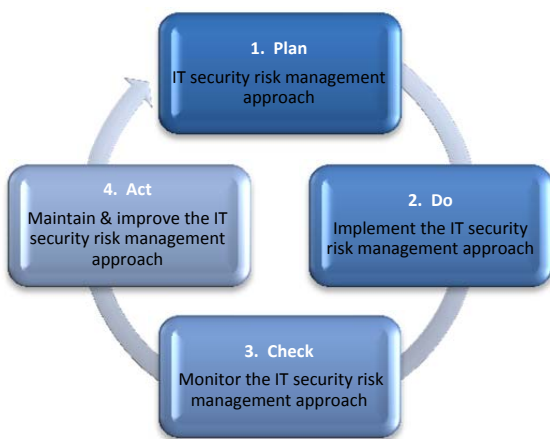 1. Plan
IT security risk management
approach
2. Do
Implement the IT security
risk management approach
3. Check
Monitor the IT security risk
management approach
4. Act
Maintain & improve the IT
security risk management
approach